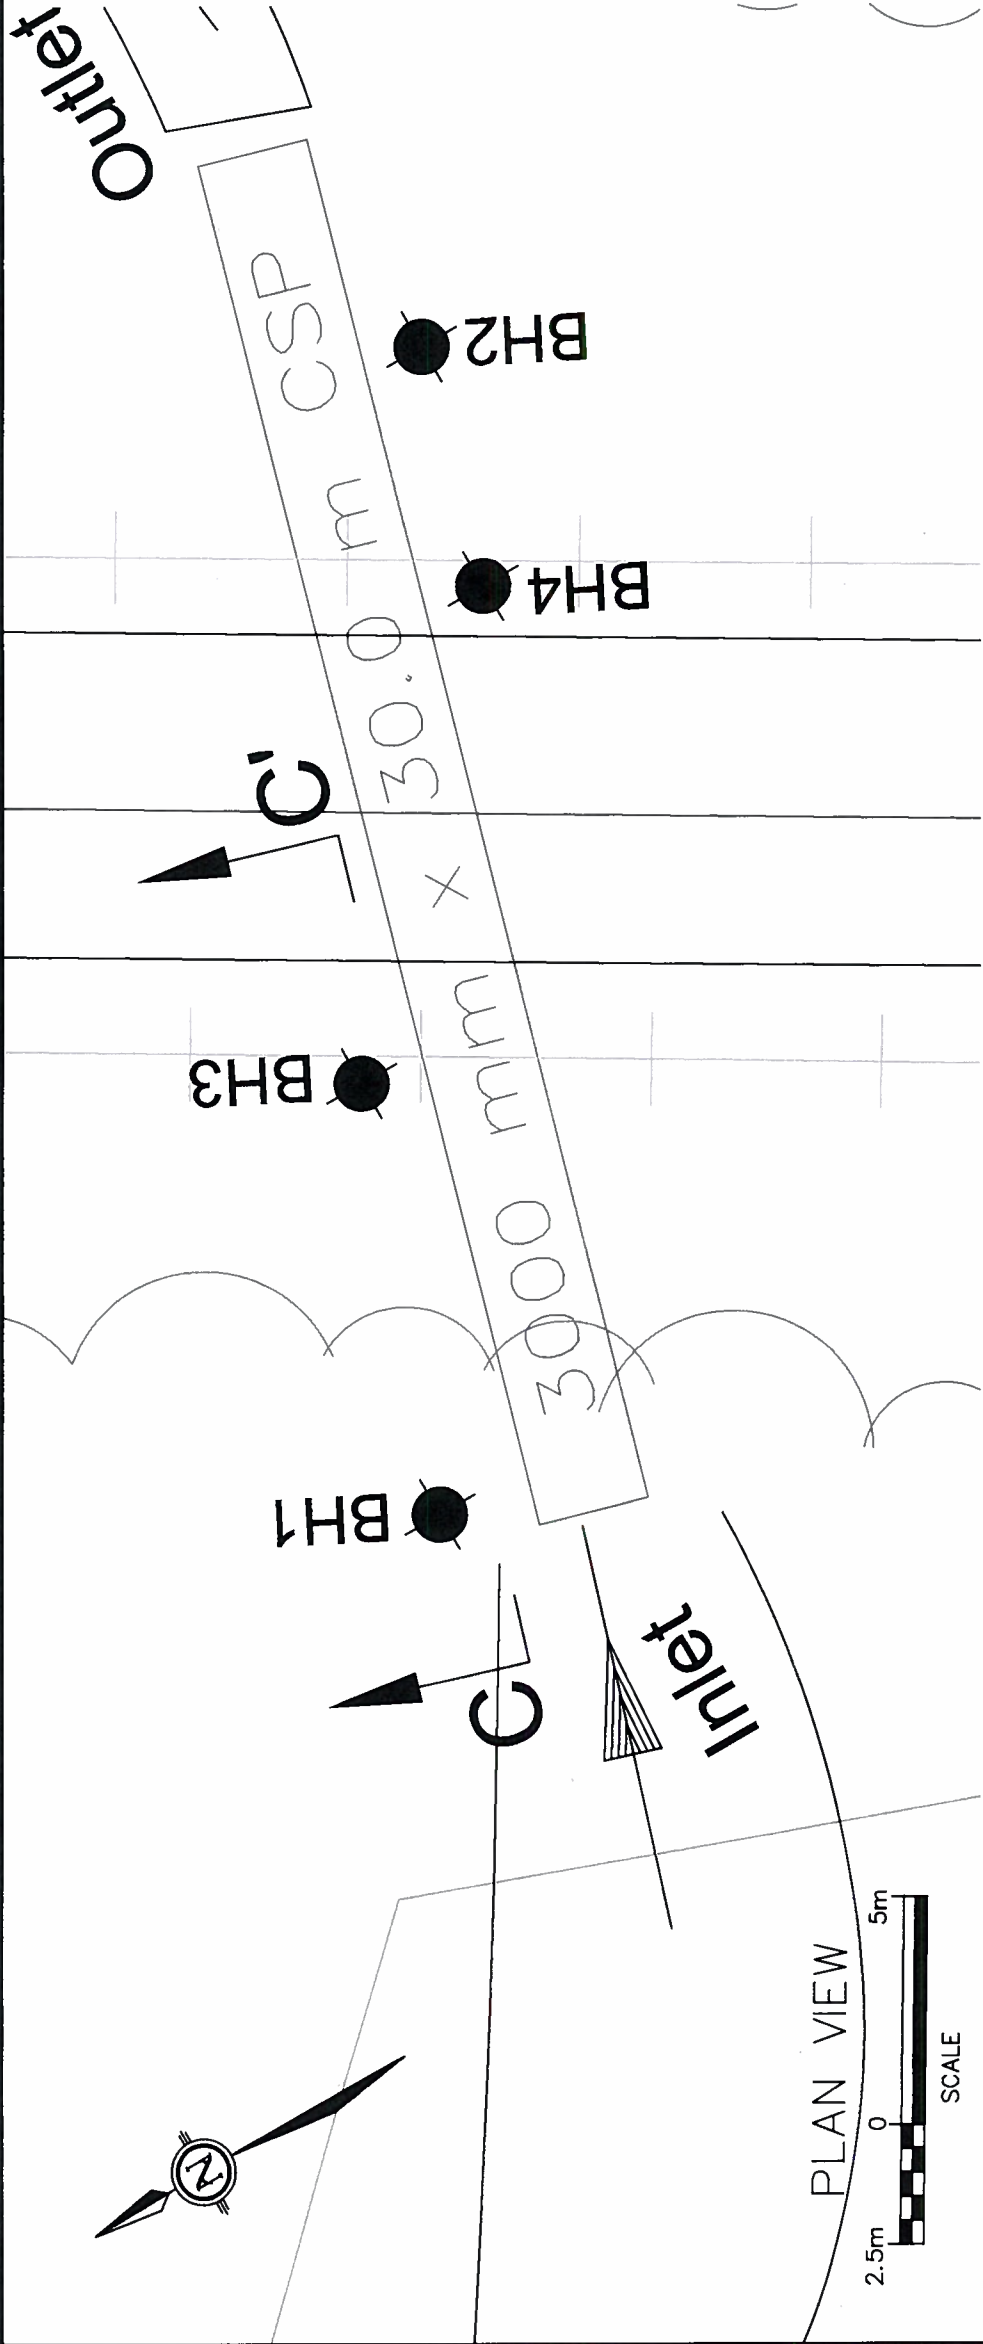 Outlet
3000 mm x 30.0 m CSP
BH2
BH4
C'
BH3
BH1
C
Inlet
N
PLAN VIEW
2.5m 0 5m
SCALE